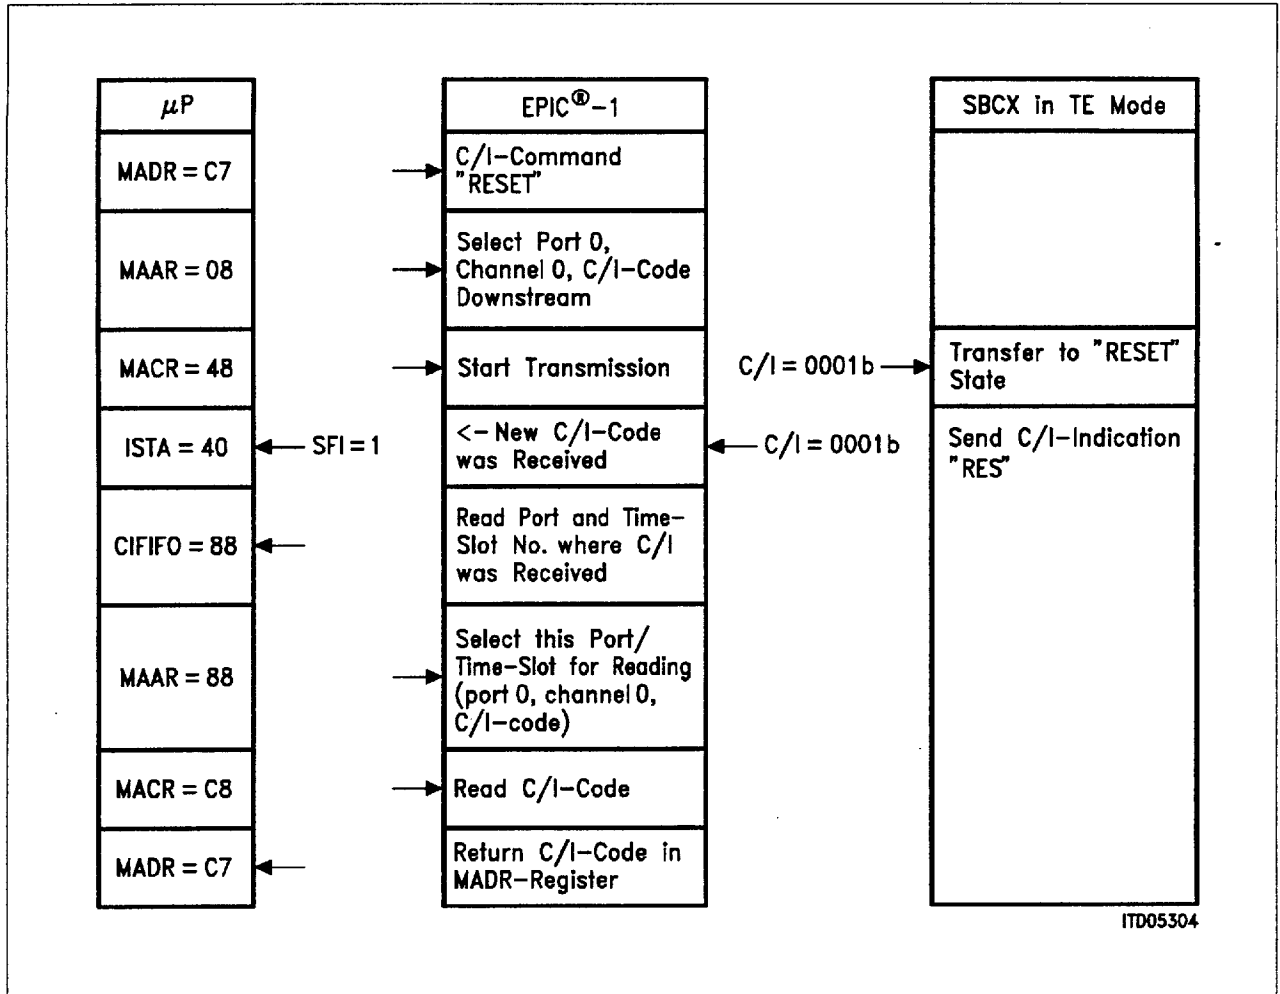 µP
EPIC®-1
SBCX in TE Mode
MADR = C7
C/I-Command
"RESET"
MAAR = 08
Select Port 0,
Channel 0, C/I-Code
Downstream
MACR = 48
Start Transmission
C/I = 0001b
Transfer to "RESET"
State
ISTA = 40
SFI = 1
<- New C/I-Code
was Received
C/I = 0001b
Send C/I-Indication
"RES"
CIFIFO = 88
Read Port and Time-
Slot No. where C/I
was Received
MAAR = 88
Select this Port/
Time-Slot for Reading
(port 0, channel 0,
C/I-code)
MACR = C8
Read C/I-Code
MADR = C7
Return C/I-Code in
MADR-Register
ITD05304